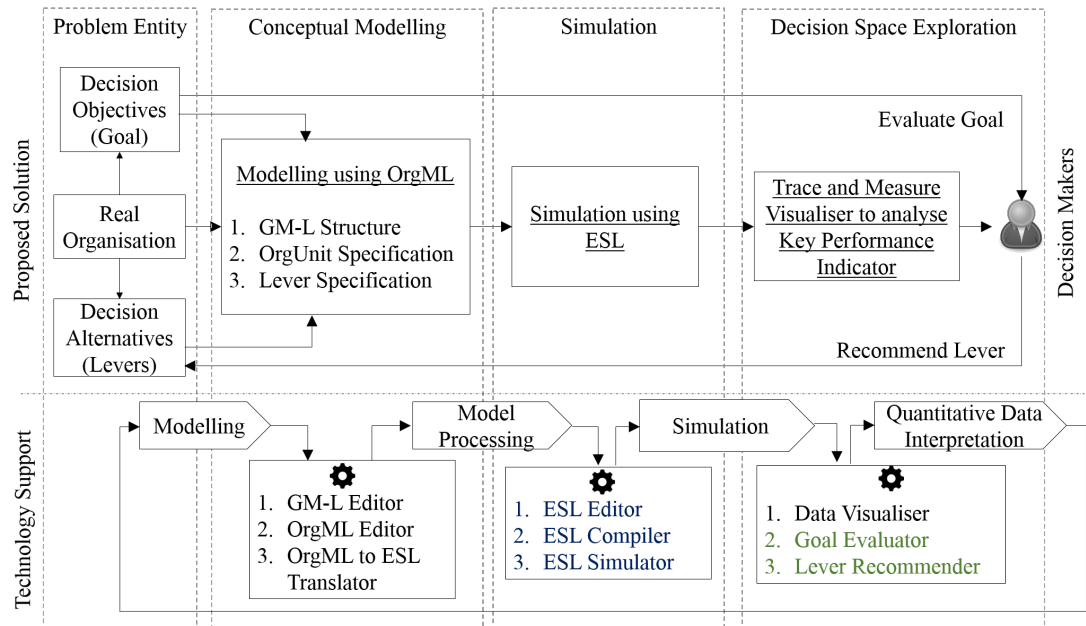 Problem Entity
Conceptual Modelling
Simulation
Decision Space Exploration
Proposed Solution
Decision
Objectives
(Goal)
Real
Organisation
Decision
Alternatives
(Levers)
Modelling using OrgML
1. GM-L Structure
2. OrgUnit Specification
3. Lever Specification
Simulation using
ESL
Trace and Measure
Visualiser to analyse
Key Performance
Indicator
Evaluate Goal
Recommend Lever
Decision Makers
Technology Support
Modelling
Model
Processing
Simulation
Quantitative Data
Interpretation
1. GM-L Editor
2. OrgML Editor
3. OrgML to ESL
Translator
1. ESL Editor
2. ESL Compiler
3. ESL Simulator
1. Data Visualiser
2. Goal Evaluator
3. Lever Recommender